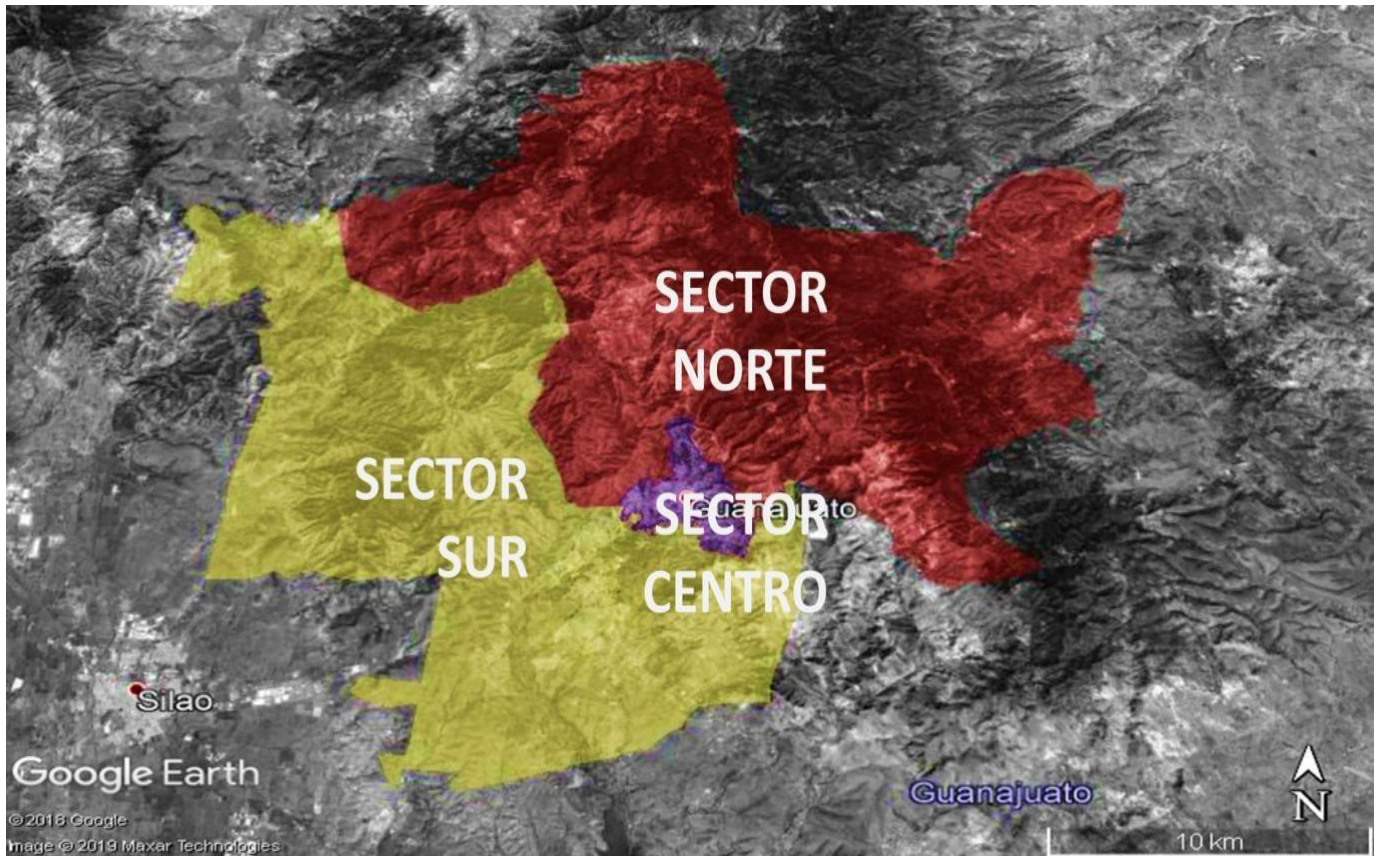 SECTOR
NORTE
SECTOR
SUR
Guanajuato
SECTOR
CENTRO
Silao
Google Earth
Guanajuato
N
© 2018 Google
Image © 2019 Maxar Technologies
10 km